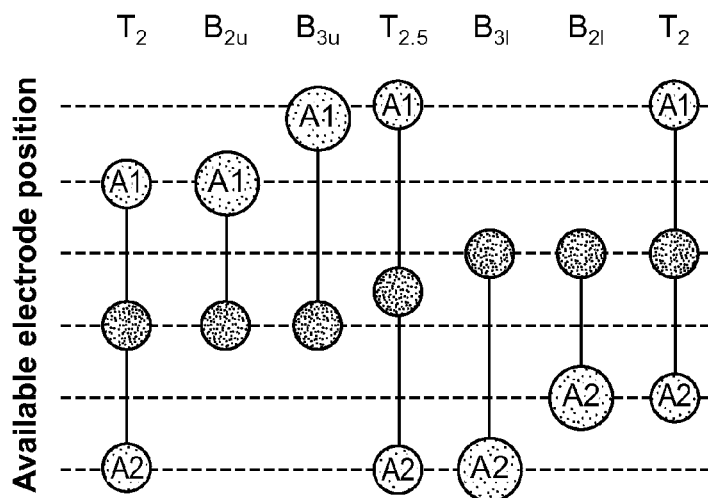 T2 B2u B3u T2.5 B3l B2l T2
Available electrode position
A1 A1 A1 A1 A1
A2 A2 A2 A2 A2